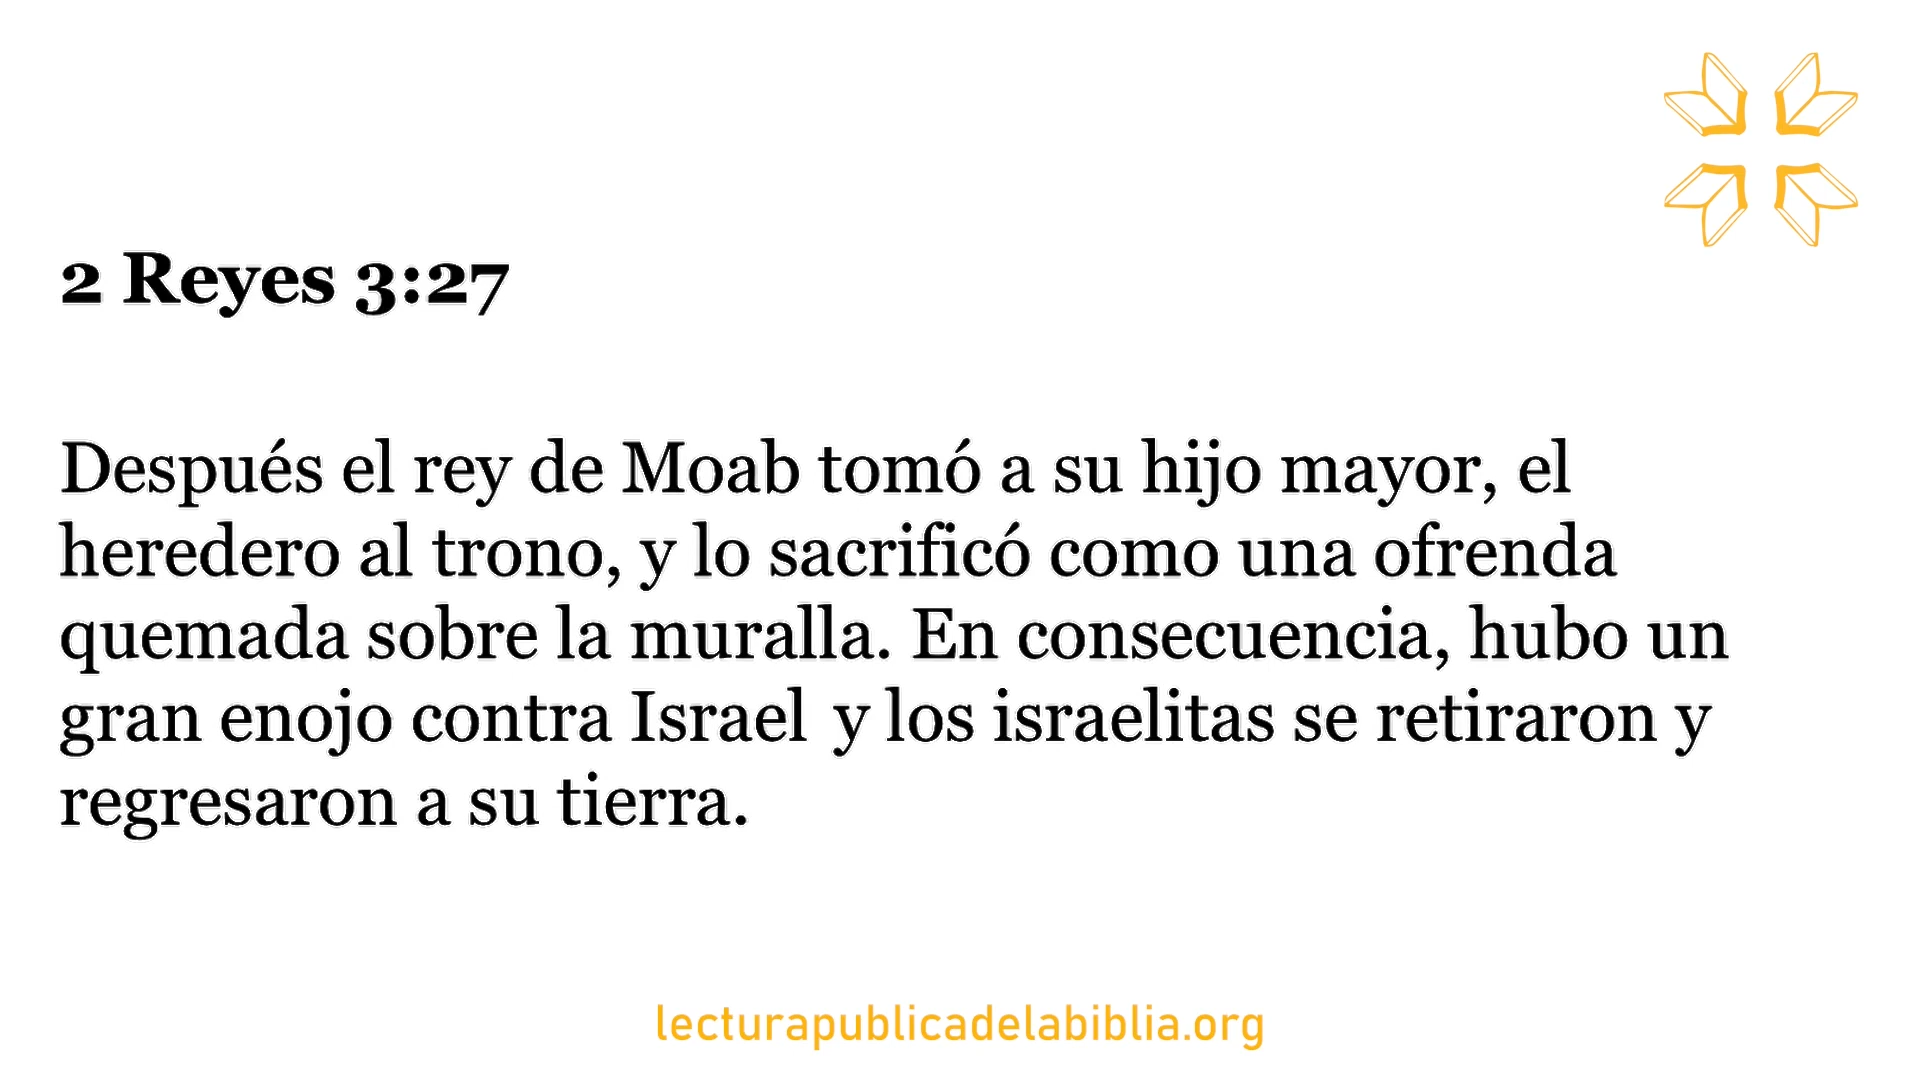 2 Reyes 3:27
Después el rey de Moab tomó a su hijo mayor, el
heredero al trono, y lo sacrificó como una ofrenda
quemada sobre la muralla. En consecuencia, hubo un
gran enojo contra Israel y los israelitas se retiraron y
regresaron a su tierra.
lecturapublicadelabiblia.org